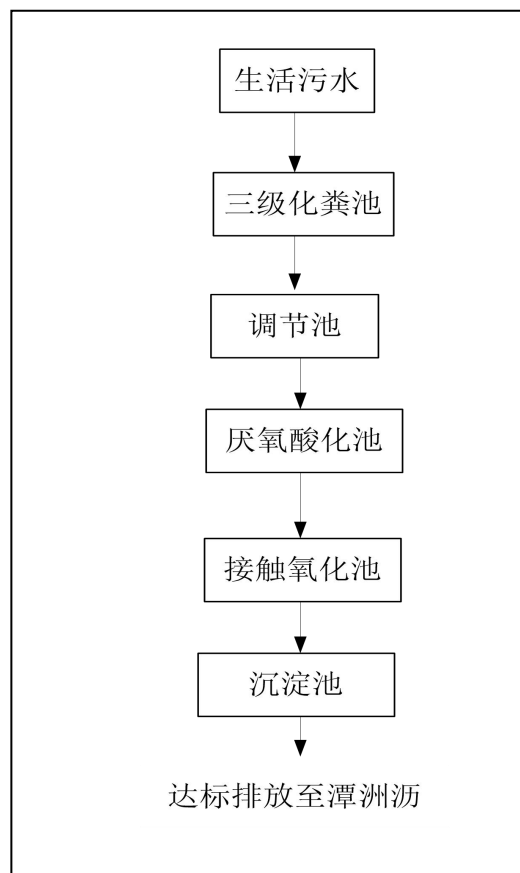 生活污水
三级化粪池
调节池
厌氧酸化池
接触氧化池
沉淀池
达标排放至潭洲沥